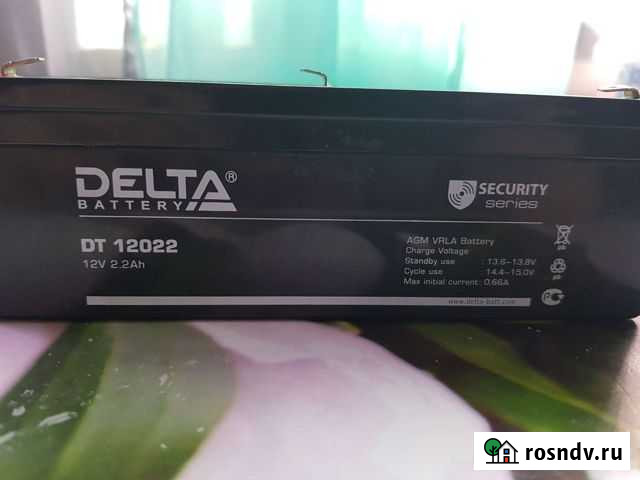 DELTA®
BATTERY
DT 12022
12V 2.2Ah
SECURITY
series
AGM VRLA Battery
Charge Voltage
Standby use : 13.6-13.8V
Cycle use : 14.4-15.0V
Max initial current : 0.66A
www.delta-batt.com
rosndv.ru